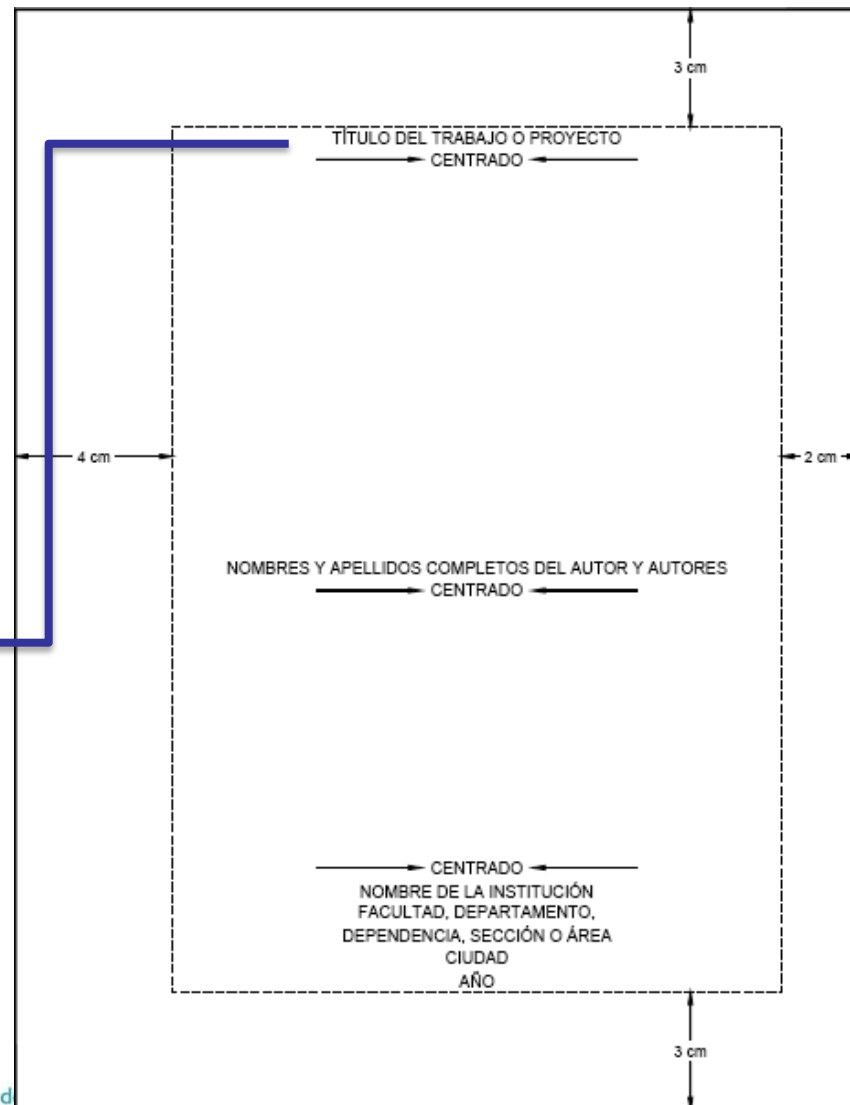 3 cm
TÍTULO DEL TRABAJO O PROYECTO
CENTRADO
4 cm
2 cm
NOMBRES Y APELLIDOS COMPLETOS DEL AUTOR Y AUTORES
CENTRADO
CENTRADO
NOMBRE DE LA INSTITUCIÓN
FACULTAD, DEPARTAMENTO,
DEPENDENCIA, SECCIÓN O ÁREA
CIUDAD
AÑO
3 cm